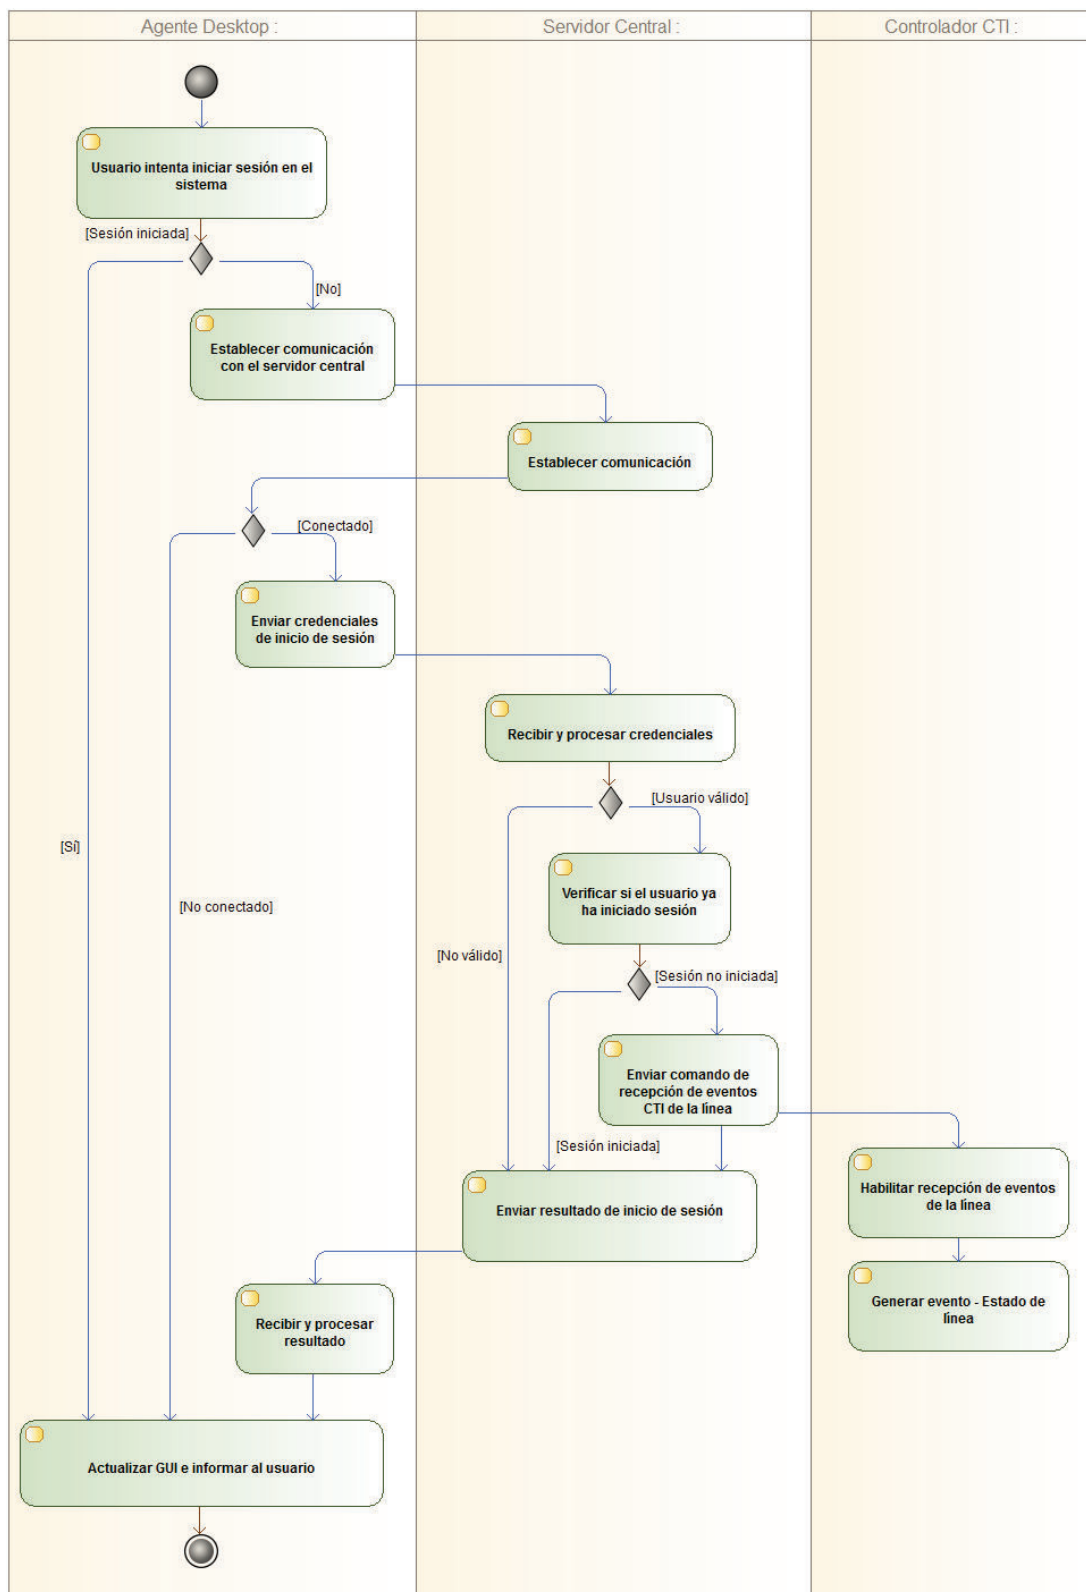 Agente Desktop :
Servidor Central :
Controlador CTI :
Usuario intenta iniciar sesión en el
sistema
[Sesión iniciada]
[No]
Establecer comunicación
con el servidor central
Establecer comunicación
[Conectado]
Enviar credenciales
de inicio de sesión
Recibir y procesar credenciales
[Usuario válido]
[Sí]
Verificar si el usuario ya
ha iniciado sesión
[No conectado]
[No válido]
[Sesión no iniciada]
Enviar comando de
recepción de eventos
CTI de la línea
[Sesión iniciada]
Habilitar recepción de eventos
de la línea
Enviar resultado de inicio de sesión
Generar evento - Estado de
línea
Recibir y procesar
resultado
Actualizar GUI e informar al usuario